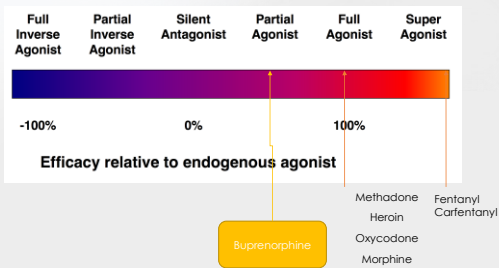 Full Inverse Agonist
Partial Inverse Agonist
Silent Antagonist
Partial Agonist
Full Agonist
Super Agonist
-100%
0%
100%
Efficacy relative to endogenous agonist
Buprenorphine
Methadone
Heroin
Oxycodone
Morphine
Fentanyl
Carfentanyl